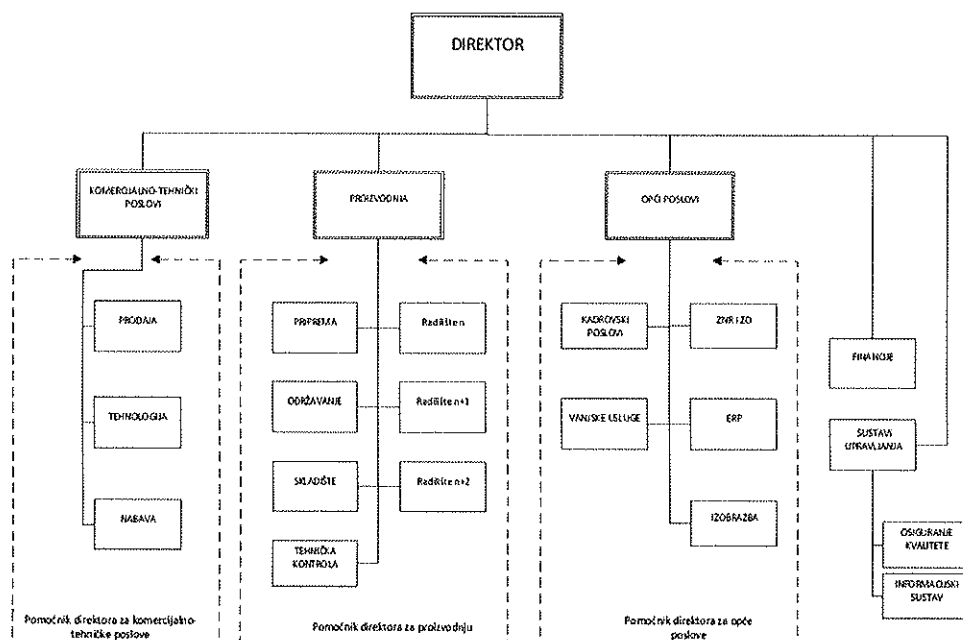 DIREKTOR
KOMERCIJALNO-TEHNIČKI
POSLOVI
PROIZVODNJA
OPĆI POSLOVI
PRODAJA
TEHNOLOGIJA
NABAVA
PRIPREMA
Radilište n
ODRŽAVANJE
Radilište n+1
SKLADIŠTE
Radilište n+2
TEHNIČKA
KONTROLA
KADROVSKI
POSLOVI
ZNR I ZO
VANJSKE USLUGE
ERP
IZOBRAZBA
FINANCIJE
SUSTAVI
UPRAVLJANJA
OSIGURANJE
KVALITETE
INFORMACIJSKI
SUSTAV
Pomoćnik direktora za komercijalno-
tehničke poslove
Pomoćnik direktora za proizvodnju
Pomoćnik direktora za opće
poslove